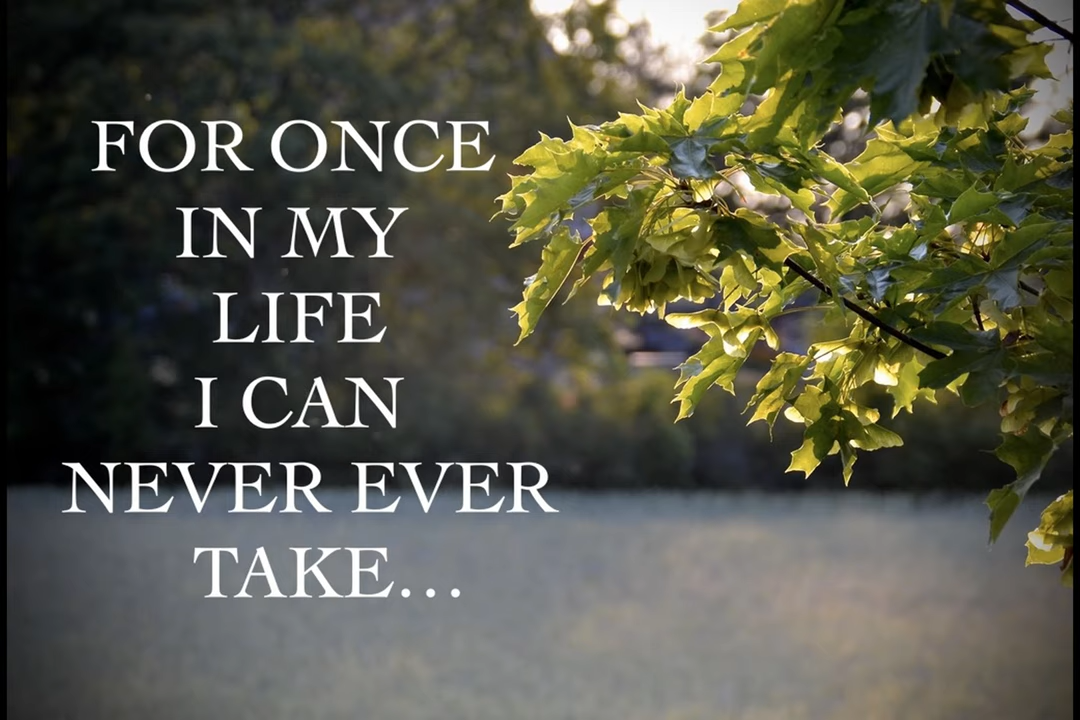 FOR ONCE
IN MY
LIFE
I CAN
NEVER EVER
TAKE...